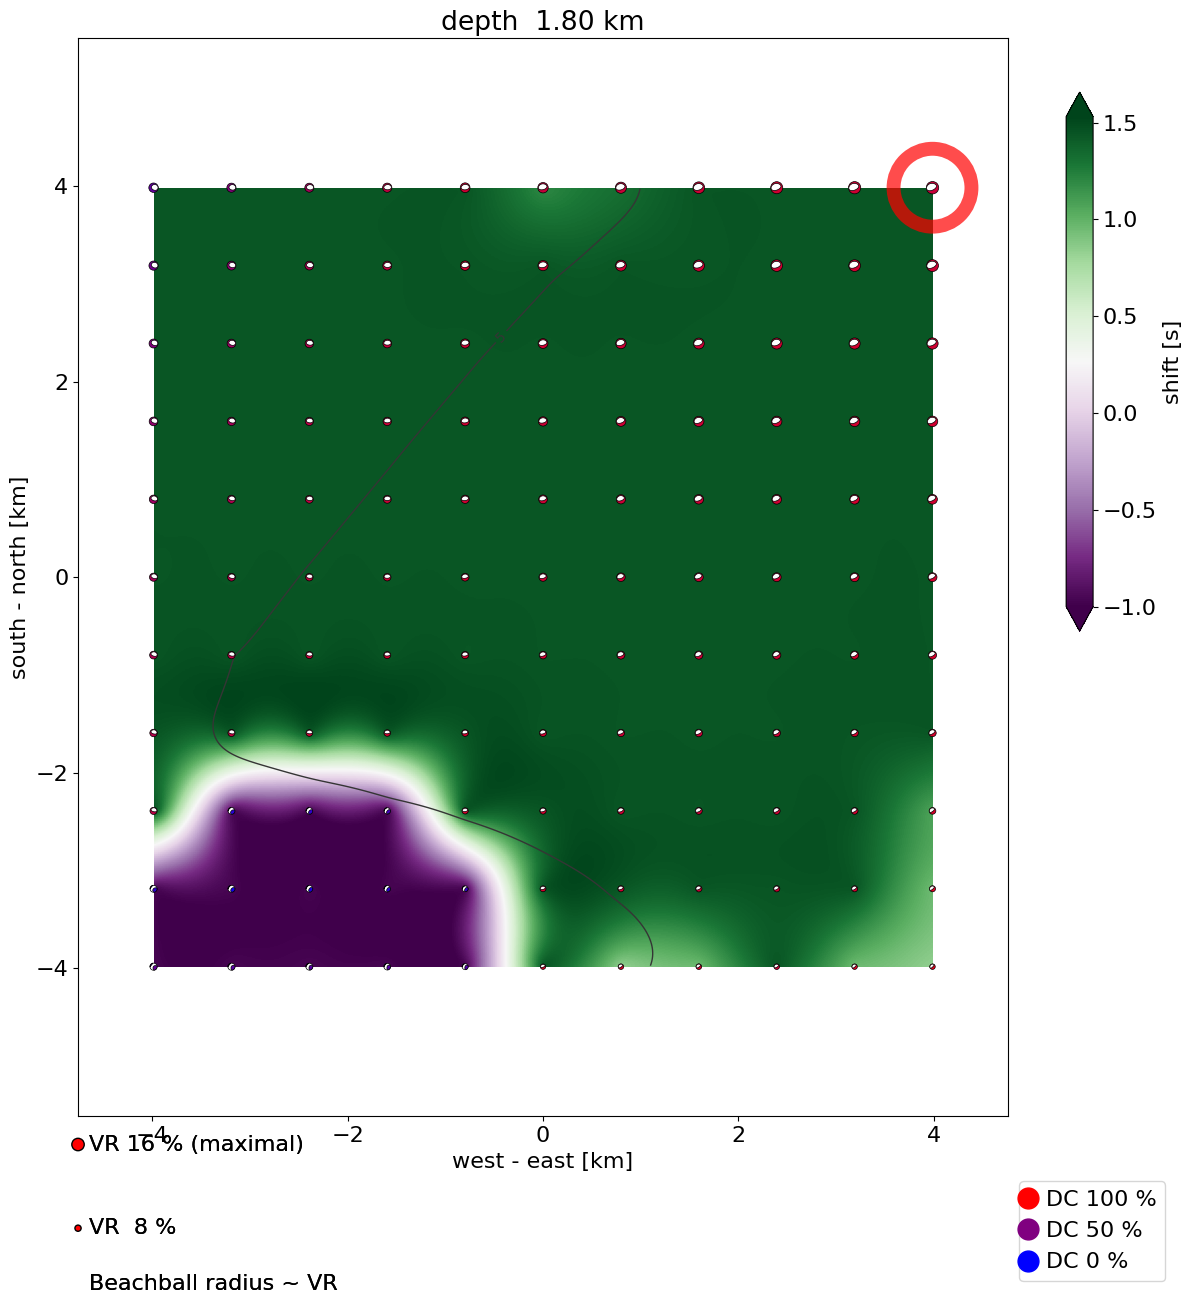 depth  1.80 km
1.5
1.0
0.5
0.0
−0.5
−1.0
shift [s]
4
2
0
−2
−4
south - north [km]
−4
−2
0
2
4
west - east [km]
VR 16 % (maximal)
VR  8 %
Beachball radius ~ VR
DC 100 %
DC 50 %
DC 0 %